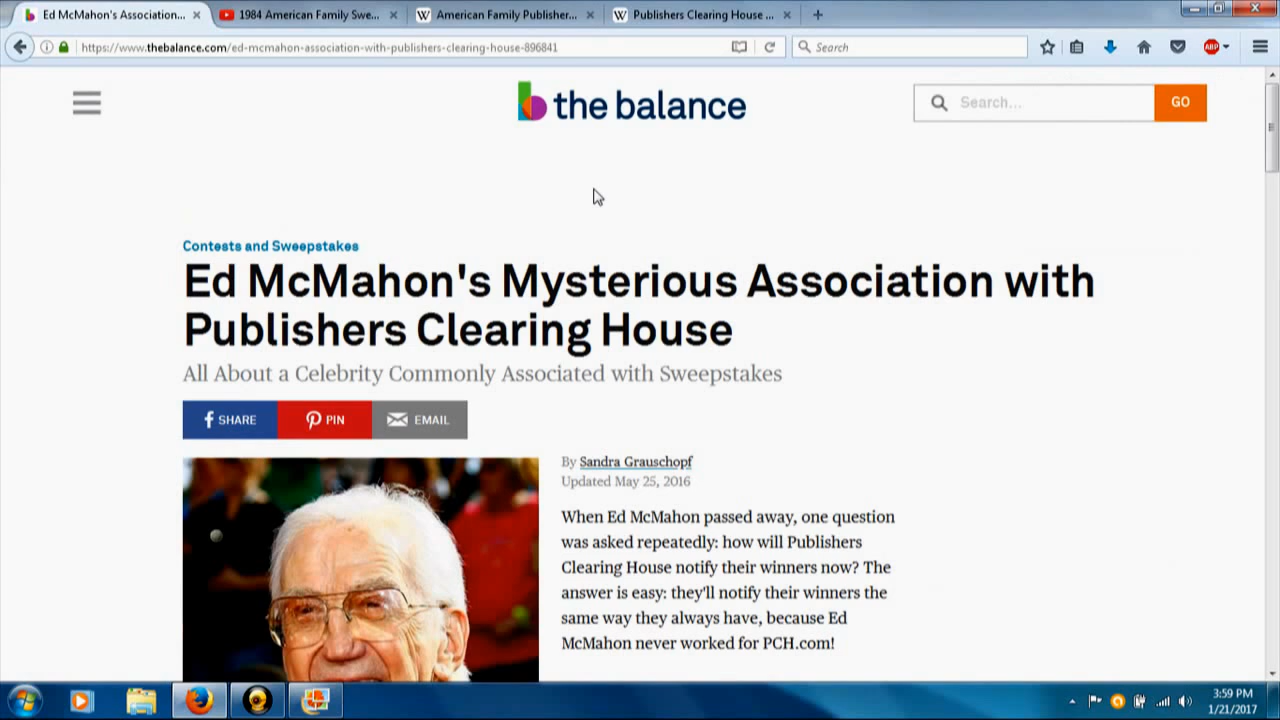 Ed McMahon's Association...
1984 American Family Swe...
American Family Publisher...
Publishers Clearing House ...
https://www.thebalance.com/ed-mcmahon-association-with-publishers-clearing-house-896841
Search
ABP
b the balance
Search...
GO
Contests and Sweepstakes
Ed McMahon's Mysterious Association with
Publishers Clearing House
All About a Celebrity Commonly Associated with Sweepstakes
SHARE
PIN
EMAIL
By Sandra Grauschopf
Updated May 25, 2016
When Ed McMahon passed away, one question
was asked repeatedly: how will Publishers
Clearing House notify their winners now? The
answer is easy: they'll notify their winners the
same way they always have, because Ed
McMahon never worked for PCH.com!
3:59 PM
1/21/2017